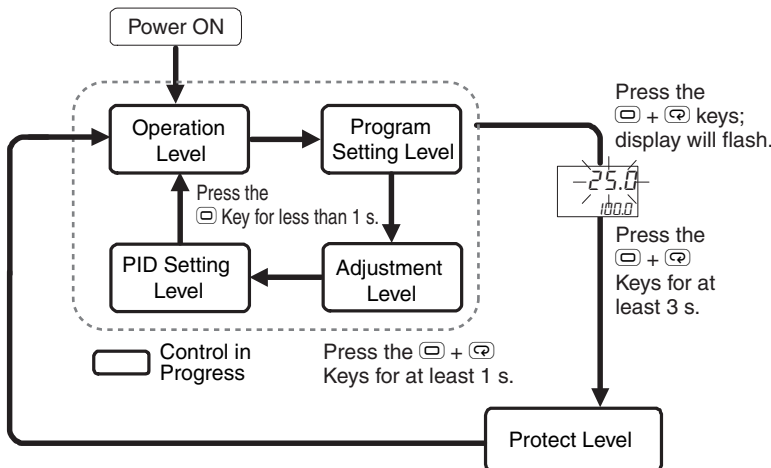 Power ON
Operation
Level
Program
Setting Level
Press the
Key for less than 1 s.
PID Setting
Level
Adjustment
Level
Control in
Progress
Press the +
Keys for at least 1 s.
Press the
+ keys;
display will flash.
25.0
100.0
Press the
+
Keys for at
least 3 s.
Protect Level